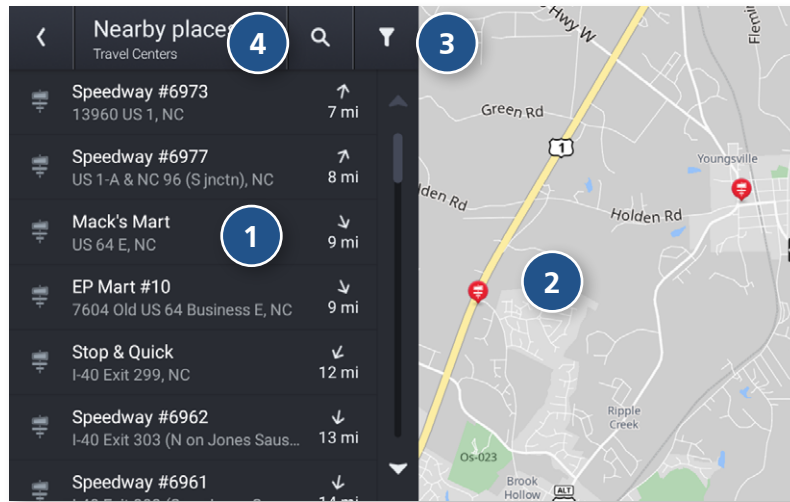 Nearby places
Travel Centers
4
3
Speedway #6973
13960 US 1, NC
7 mi
Speedway #6977
US 1-A & NC 96 (S jnctn), NC
8 mi
Mack's Mart
US 64 E, NC
9 mi
1
EP Mart #10
7604 Old US 64 Business E, NC
9 mi
Stop & Quick
I-40 Exit 299, NC
12 mi
Speedway #6962
I-40 Exit 303 (N on Jones Saus...
13 mi
Speedway #6961
14 mi
Hwy W
Green Rd
1
Youngsville
Holden Rd
2
Ripple
Creek
Os-023
Brook
Hollow
ALT